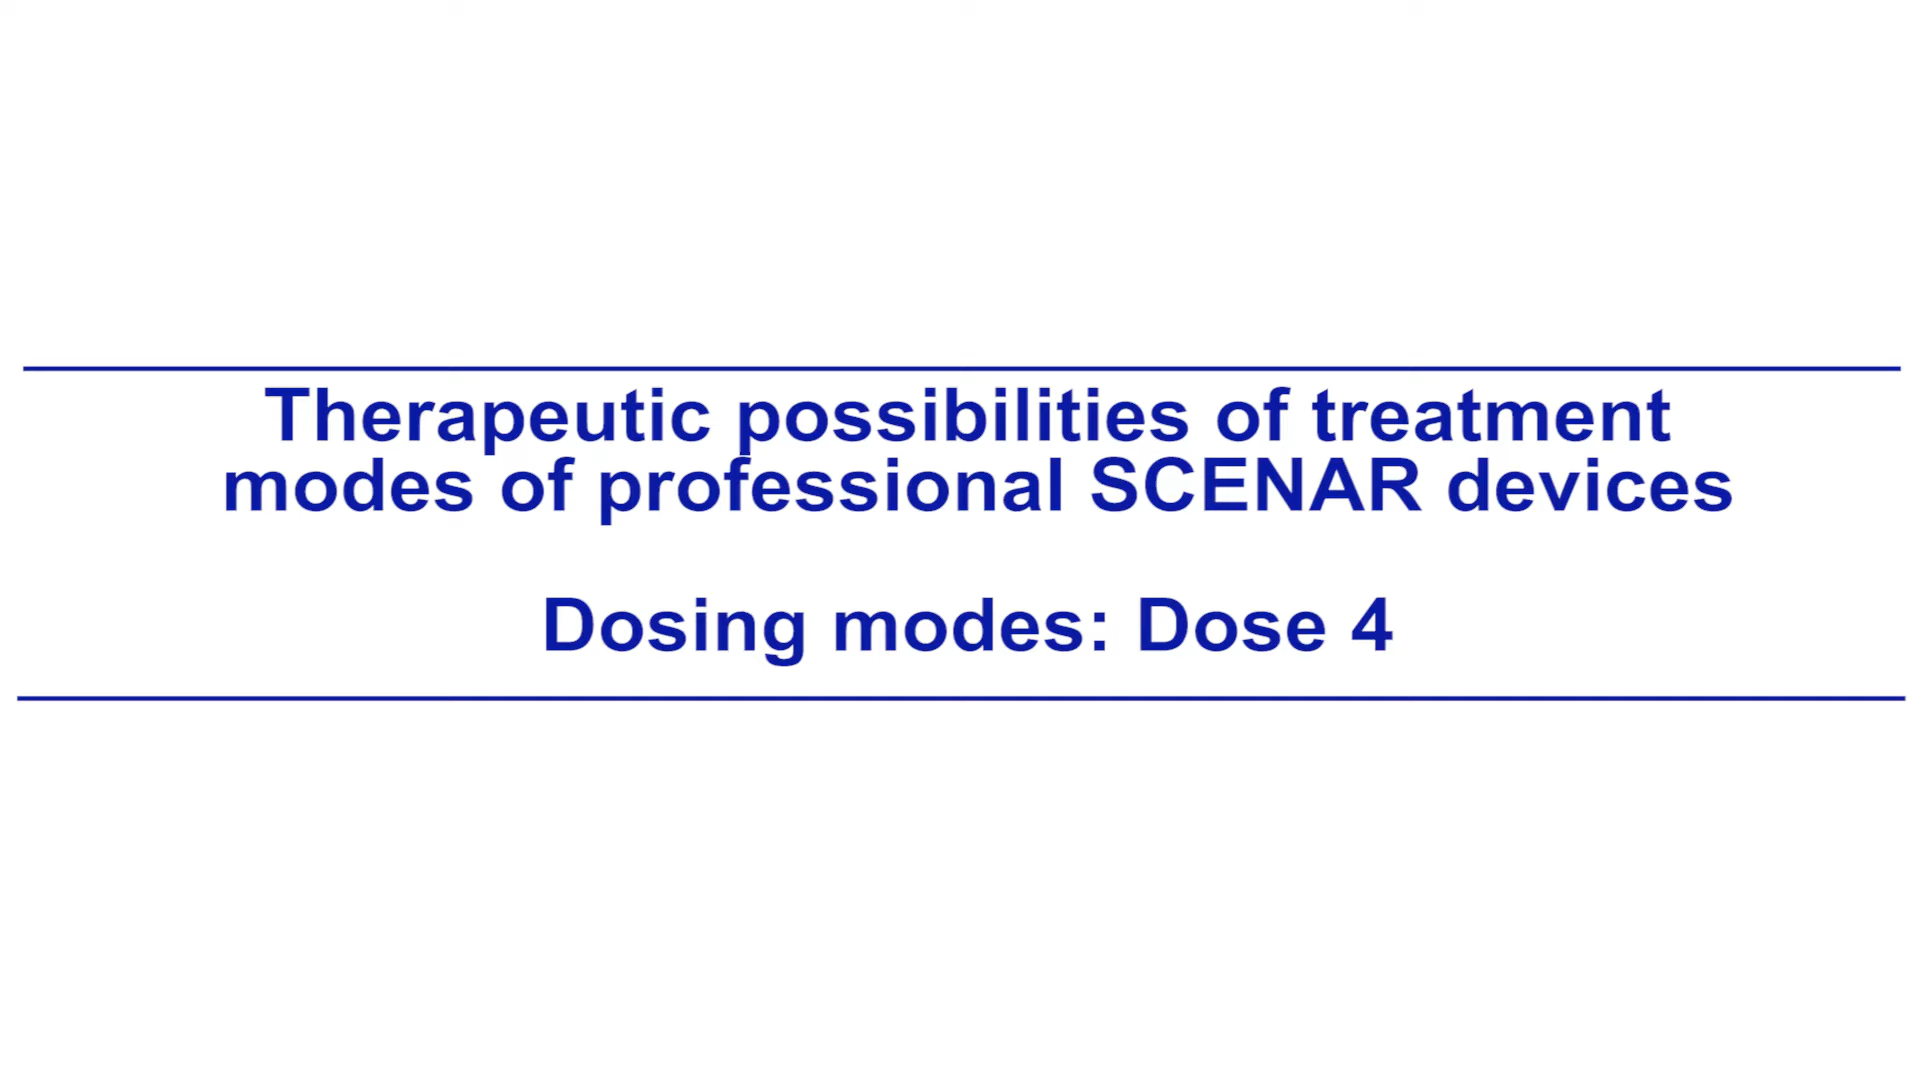 Therapeutic possibilities of treatment
modes of professional SCENAR devices
Dosing modes: Dose 4